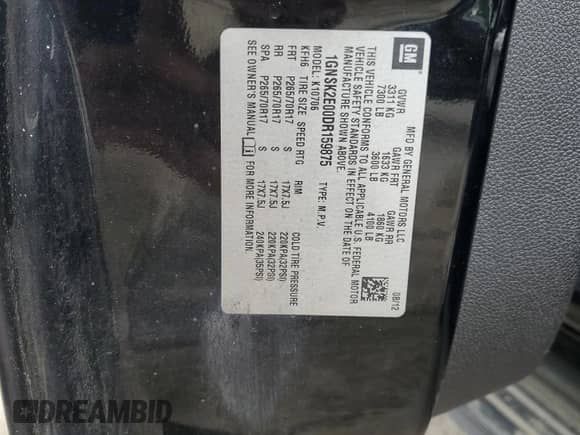 GM
MFD BY GENERAL MOTORS LLC
08/12
GVWR GAWR FRT GAWR RR
3311 KG 1633 KG 1860 KG
7300 LB 3600 LB 4100 LB
THIS VEHICLE CONFORMS TO ALL APPLICABLE U.S. FEDERAL MOTOR
VEHICLE SAFETY STANDARDS IN EFFECT ON THE DATE OF
MANUFACTURE SHOWN ABOVE.
1GNSK2E00DR159875 TYPE: M.P.V.
MODEL: K10706
KFH6 TIRE SIZE SPEED RTG RIM COLD TIRE PRESSURE
FRT P265/70R17 S 17X7.5J 220KPA(32PSI)
RR P265/70R17 S 17X7.5J 220KPA(32PSI)
SPA P265/70R17 S 17X7.5J 240KPA(35PSI)
SEE OWNER'S MANUAL FOR MORE INFORMATION.
DREAMBID